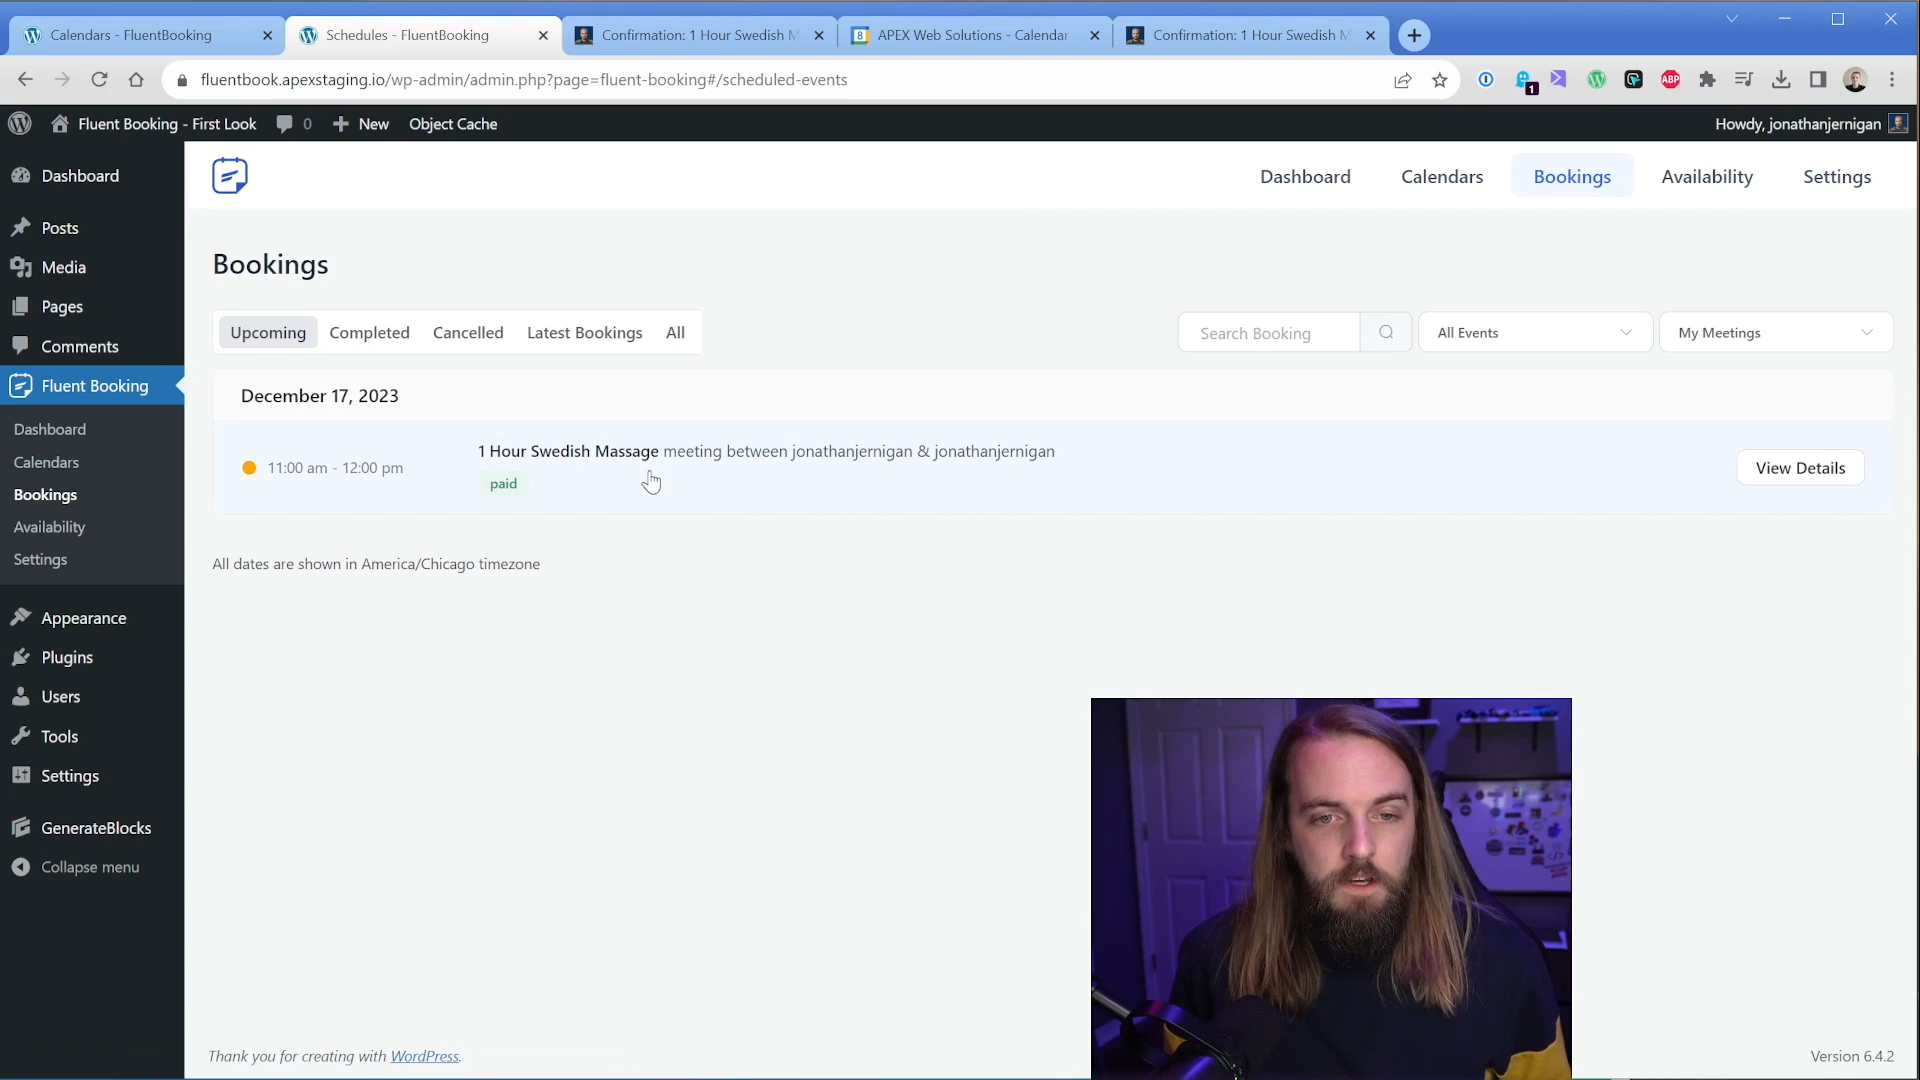 Calendars - FluentBooking
Schedules - FluentBooking
Confirmation: 1 Hour Swedish M
APEX Web Solutions - Calendar
Confirmation: 1 Hour Swedish M
fluentbook.apexstaging.io/wp-admin/admin.php?page=fluent-booking#/scheduled-events
1
ABP
Fluent Booking - First Look
0
New
Object Cache
Howdy, jonathanjernigan
Dashboard
Posts
Media
Pages
Comments
Fluent Booking
Dashboard
Calendars
Bookings
Availability
Settings
Appearance
Plugins
Users
Tools
Settings
GenerateBlocks
Collapse menu
Dashboard
Calendars
Bookings
Availability
Settings
Bookings
Upcoming
Completed
Cancelled
Latest Bookings
All
Search Booking
All Events
My Meetings
December 17, 2023
11:00 am - 12:00 pm
1 Hour Swedish Massage meeting between jonathanjernigan & jonathanjernigan
paid
View Details
All dates are shown in America/Chicago timezone
Thank you for creating with WordPress.
Version 6.4.2